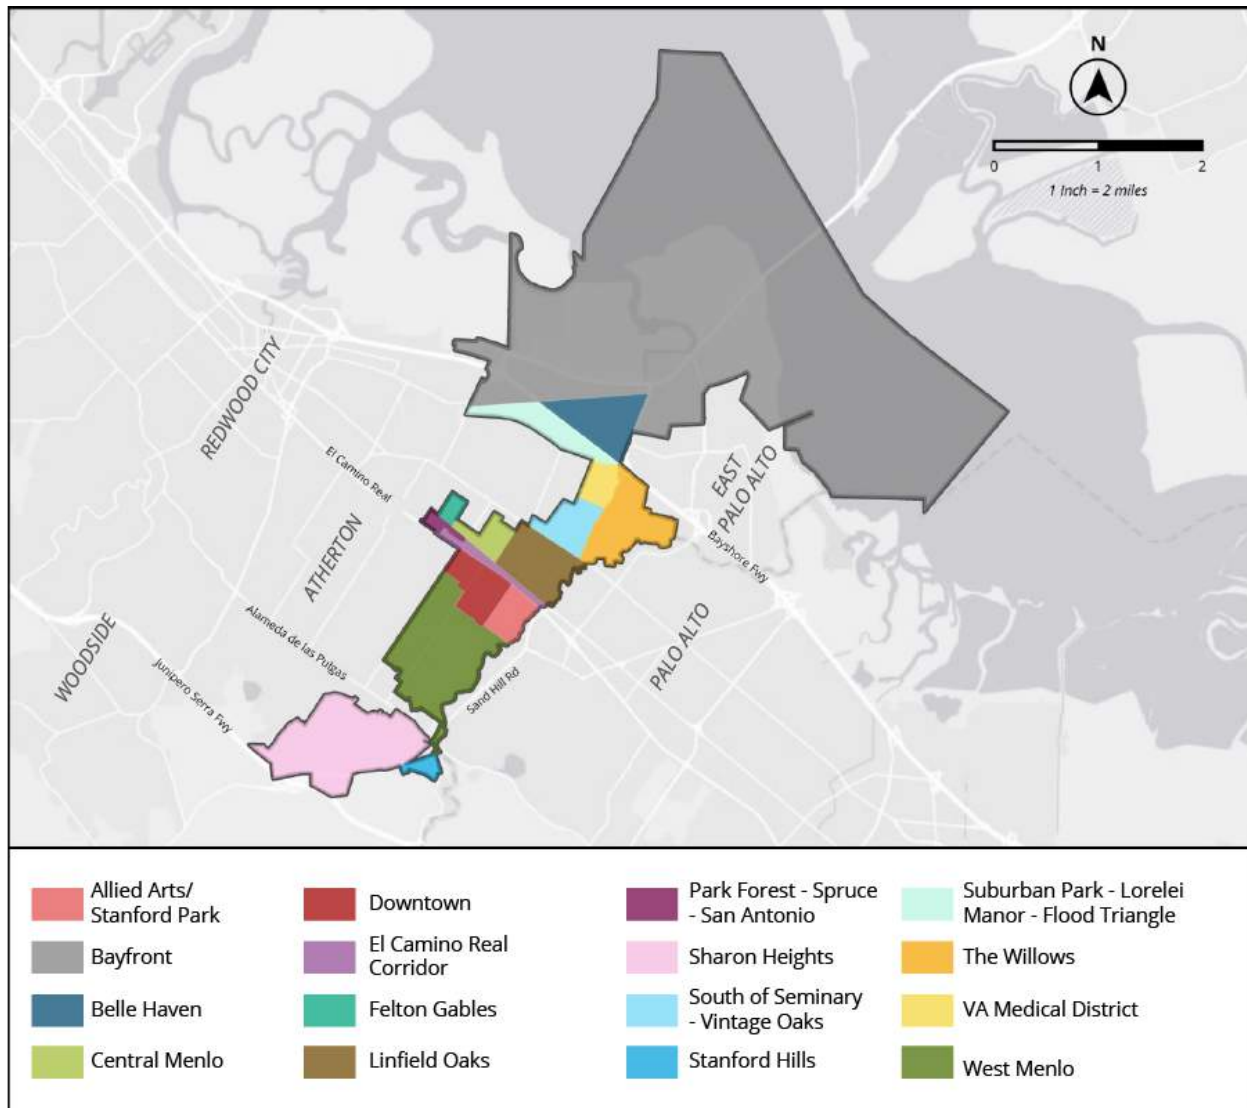 N
0 1 2
1 Inch = 2 miles
REDWOOD CITY
El Camino Real
EAST
PALO ALTO
Bayshore Fwy
ATHERTON
Alameda de las Pulgas
PALO ALTO
WOODSIDE
Junipero Serra Fwy
Sand Hill Rd
Allied Arts/
Stanford Park
Bayfront
Belle Haven
Central Menlo
Downtown
El Camino Real
Corridor
Felton Gables
Linfield Oaks
Park Forest - Spruce
- San Antonio
Sharon Heights
South of Seminary
- Vintage Oaks
Stanford Hills
Suburban Park - Lorelei
Manor - Flood Triangle
The Willows
VA Medical District
West Menlo